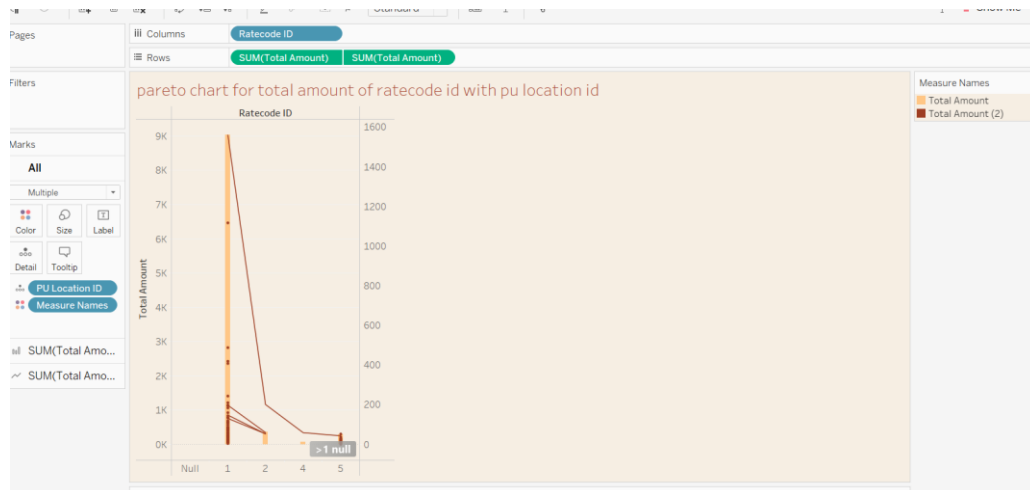 Standard
Show Me
Pages
iii Columns
Ratecode ID
Rows
SUM(Total Amount)
SUM(Total Amount)
Filters
pareto chart for total amount of ratecode id with pu location id
Measure Names
Total Amount
Total Amount (2)
Ratecode ID
Marks
All
Multiple
Color
Size
Label
Detail
Tooltip
PU Location ID
Measure Names
SUM(Total Amo...
SUM(Total Amo...
Total Amount
9K
8K
7K
6K
5K
4K
3K
2K
1K
0K
1600
1400
1200
1000
800
600
400
200
0
>1 null
Null
1
2
4
5